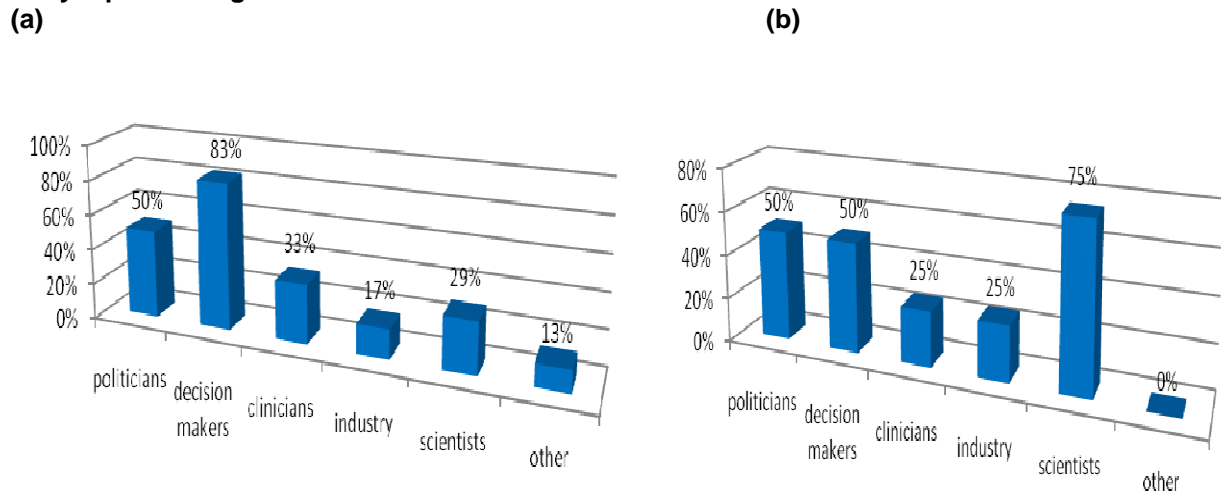 (a)
(b)
100%
80%
60%
40%
20%
0%
50%
83%
33%
17%
29%
13%
politicians
decision
makers
clinicians
industry
scientists
other
80%
60%
40%
20%
0%
50%
50%
25%
25%
75%
0%
politicians
decision
makers
clinicians
industry
scientists
other